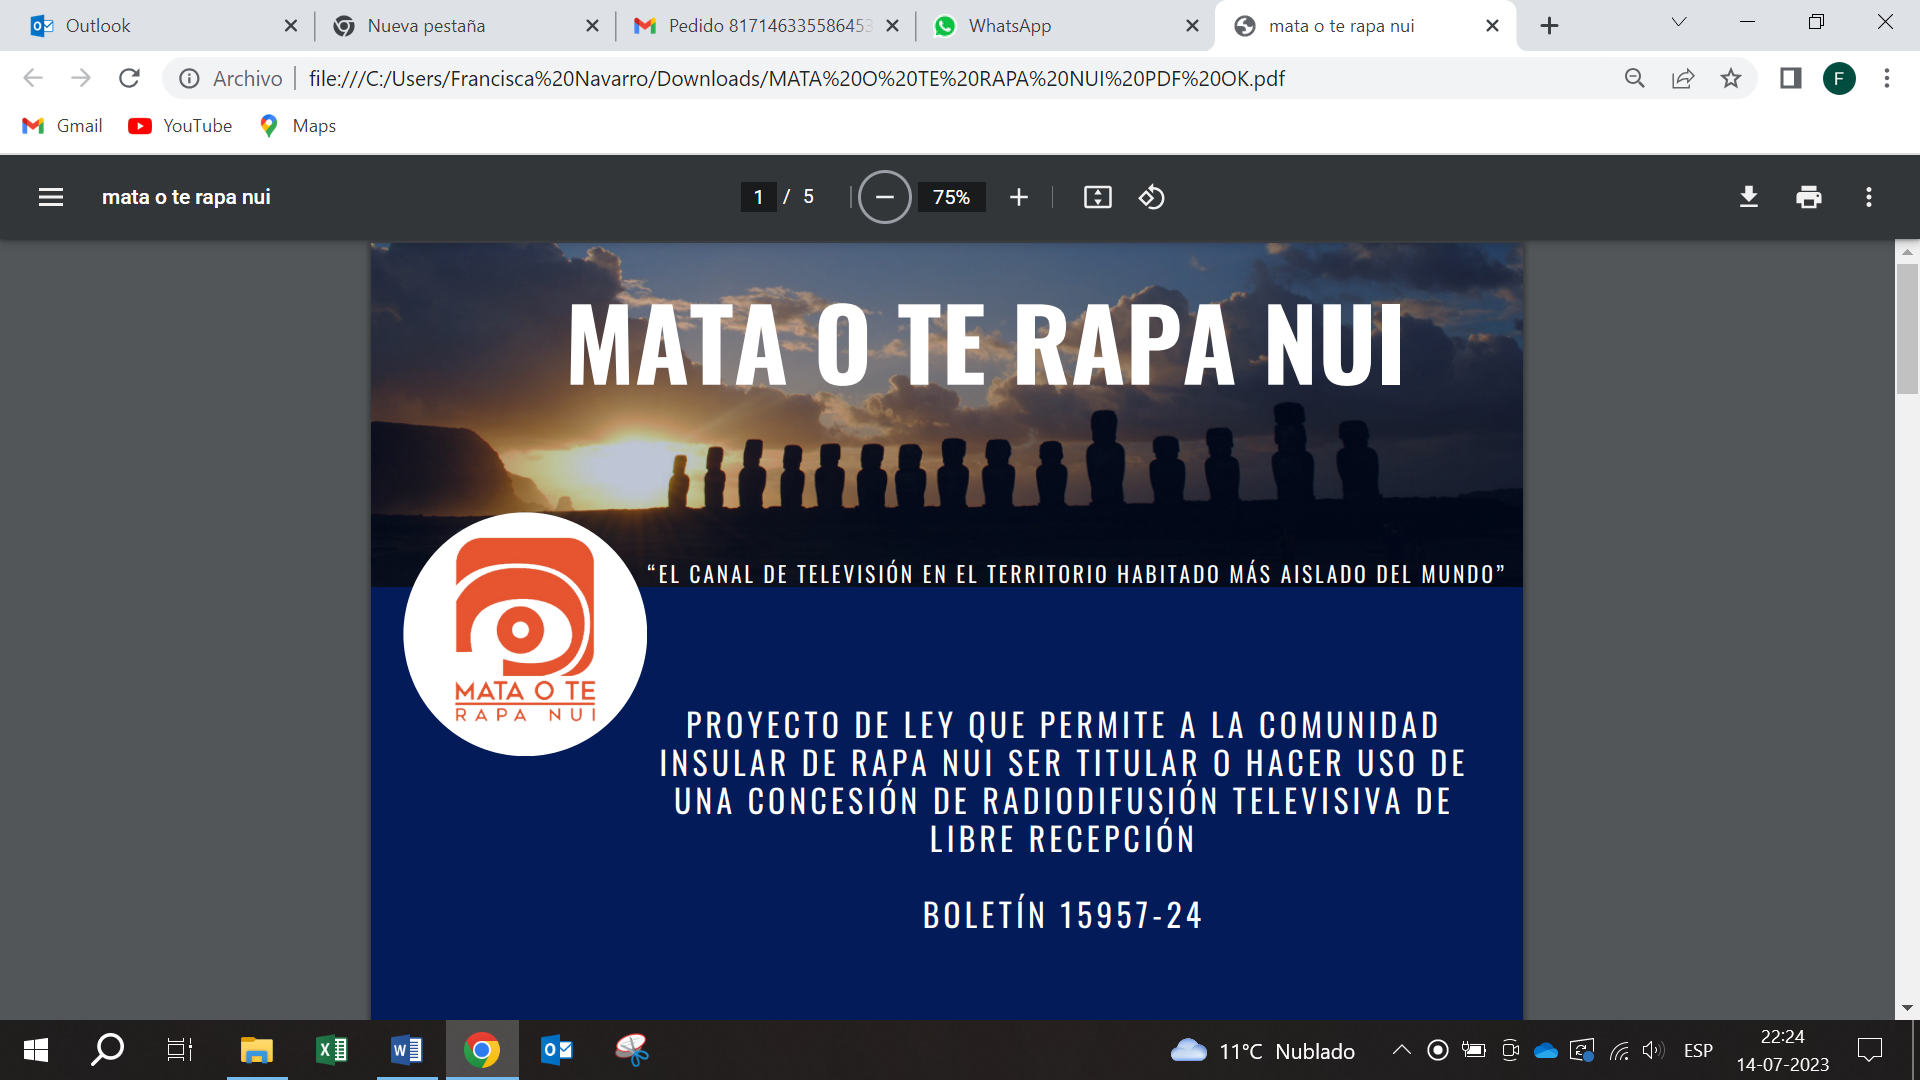 Outlook
Nueva pestaña
Pedido 81714633558645
WhatsApp
mata o te rapa nui
Archivo
file:///C:/Users/Francisca%20Navarro/Downloads/MATA%20O%20TE%20RAPA%20NUI%20PDF%20OK.pdf
F
Gmail
YouTube
Maps
mata o te rapa nui
1 / 5
75%
MATA O TE RAPA NUI
“EL CANAL DE TELEVISIÓN EN EL TERRITORIO HABITADO MÁS AISLADO DEL MUNDO”
MATA O TE
RAPA NUI
PROYECTO DE LEY QUE PERMITE A LA COMUNIDAD
INSULAR DE RAPA NUI SER TITULAR O HACER USO DE
UNA CONCESIÓN DE RADIODIFUSIÓN TELEVISIVA DE
LIBRE RECEPCIÓN
BOLETÍN 15957-24
11°C Nublado
ESP
22:24
14-07-2023